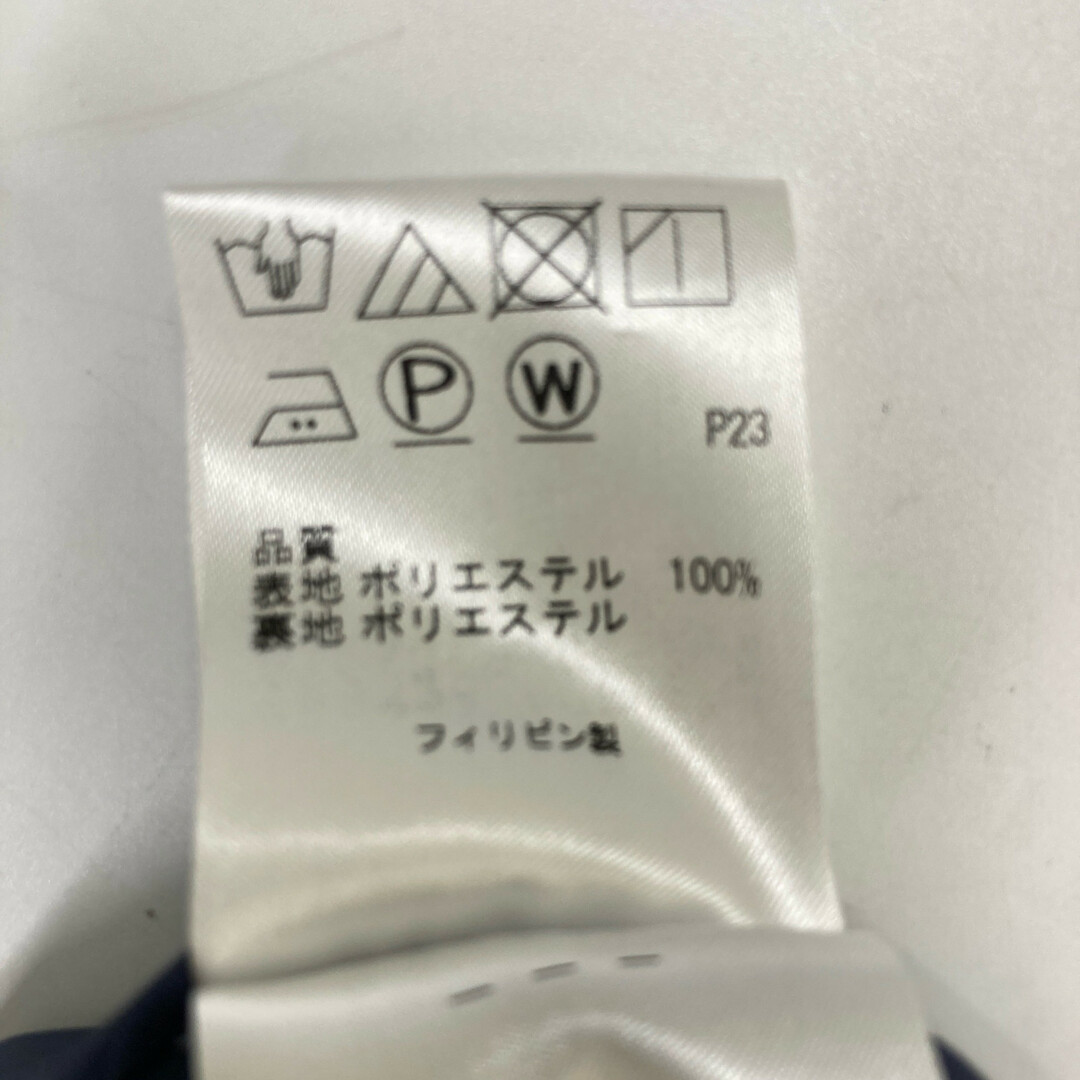 P W P23
品質
表地 ポリエステル 100%
裏地 ポリエステル
フィリピン製